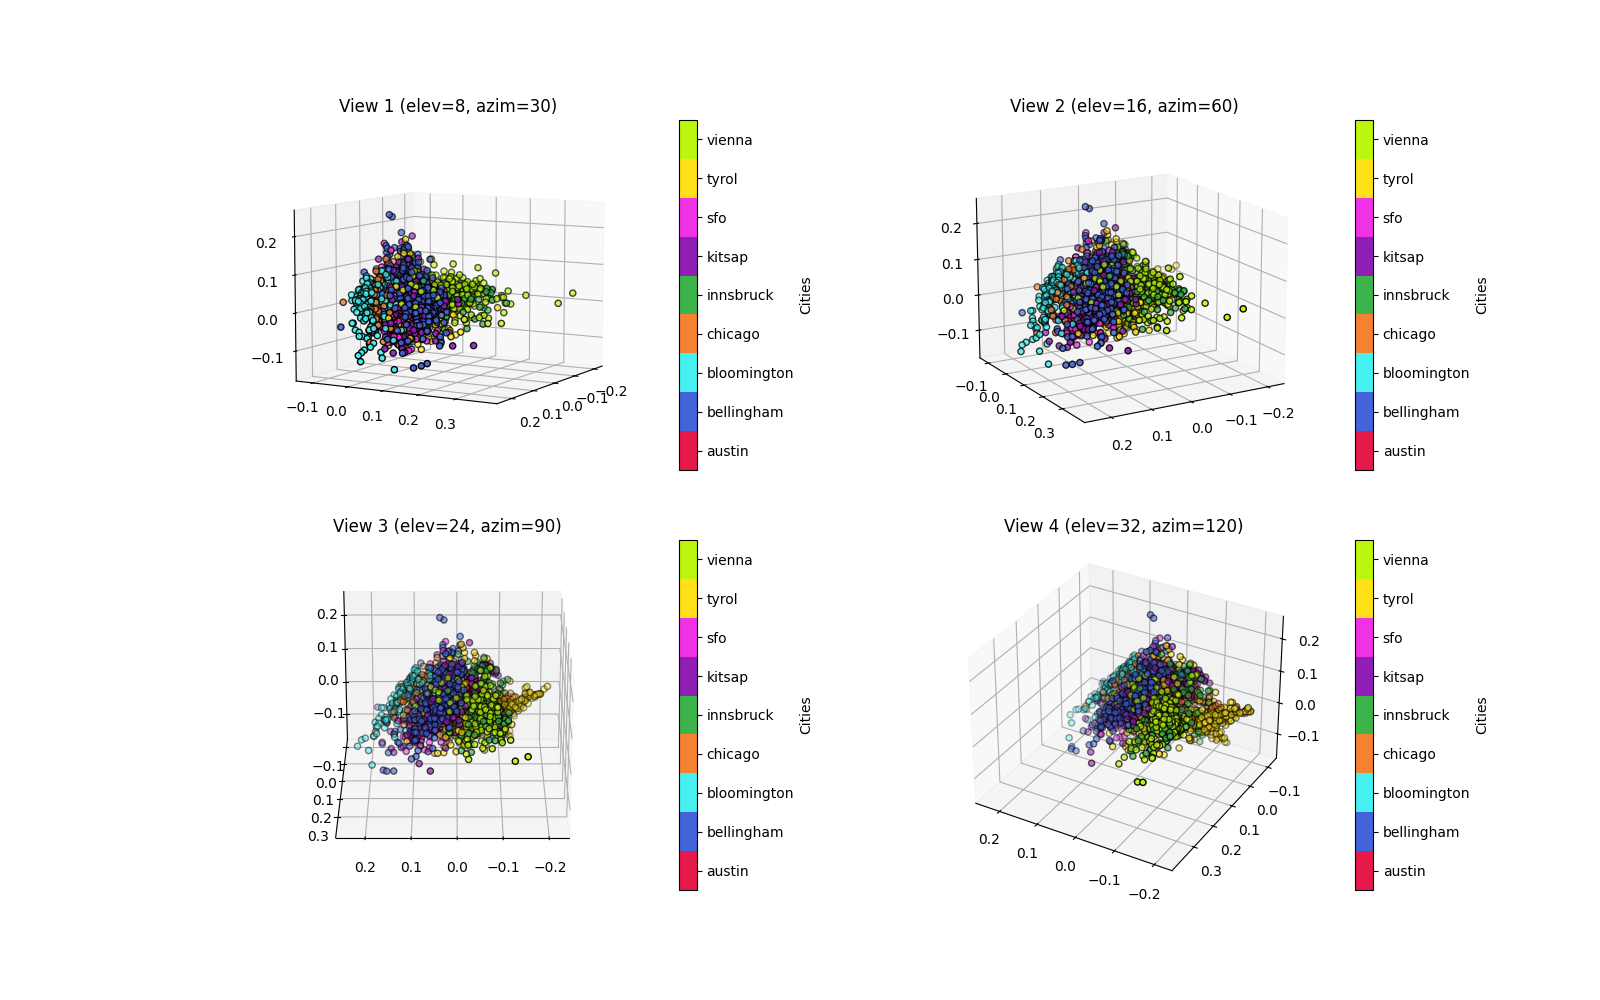 View 1 (elev=8, azim=30)
vienna
tyrol
sfo
kitsap
innsbruck
chicago
bloomington
bellingham
austin
Cities
0.2
0.1
0.0
−0.1
−0.1 0.0 0.1 0.2 0.3
0.2 0.1 0.0 −0.1 −0.2
View 2 (elev=16, azim=60)
vienna
tyrol
sfo
kitsap
innsbruck
chicago
bloomington
bellingham
austin
Cities
0.2
0.1
0.0
−0.1
−0.1
0.0
0.1
0.2
0.3
0.2 0.1 0.0 −0.1 −0.2
View 3 (elev=24, azim=90)
vienna
tyrol
sfo
kitsap
innsbruck
chicago
bloomington
bellingham
austin
0.2
0.1
0.0
−0.1
−0.1
0.0
0.1
0.2
0.3
0.2 0.1 0.0 −0.1 −0.2
Cities
View 4 (elev=32, azim=120)
vienna
tyrol
sfo
kitsap
innsbruck
chicago
bloomington
bellingham
austin
Cities
0.2
0.1
0.0
−0.1
−0.1
0.0
0.1
0.2
0.3
0.2 0.1 0.0 −0.1 −0.2